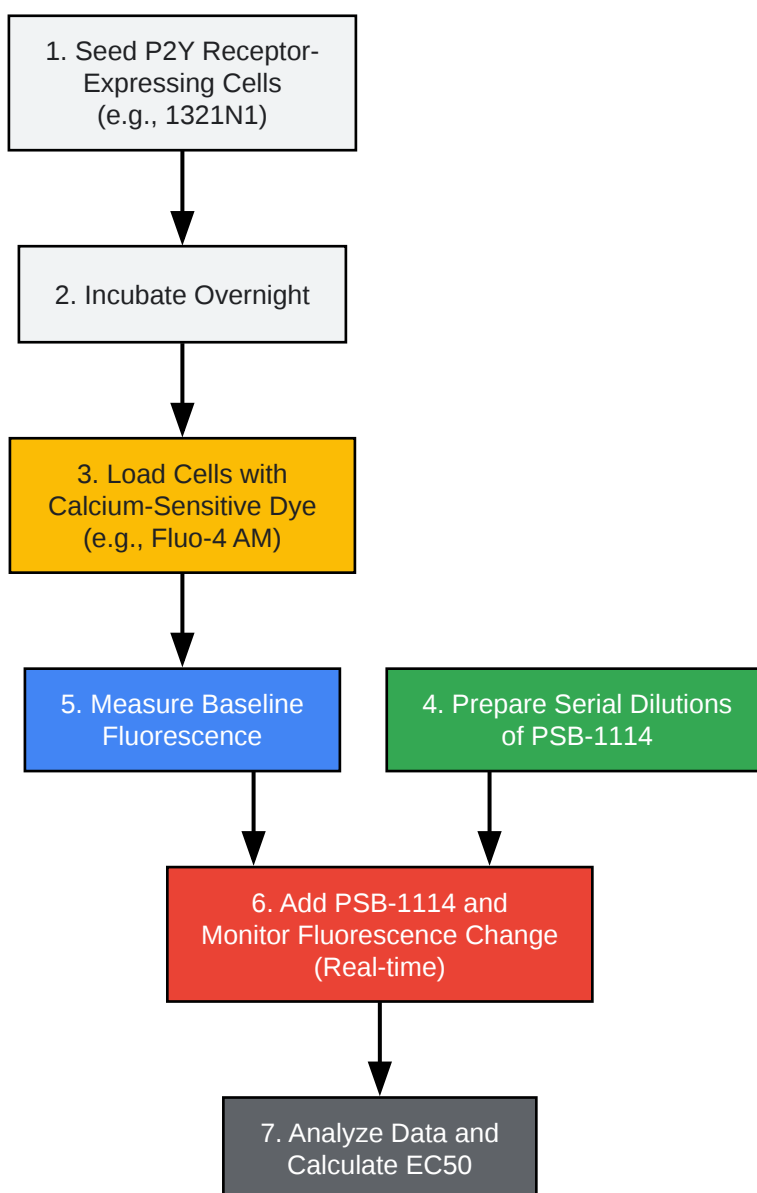 1. Seed P2Y Receptor-
Expressing Cells
(e.g., 1321N1)
2. Incubate Overnight
3. Load Cells with
Calcium-Sensitive Dye
(e.g., Fluo-4 AM)
5. Measure Baseline
Fluorescence
4. Prepare Serial Dilutions
of PSB-1114
6. Add PSB-1114 and
Monitor Fluorescence Change
(Real-time)
7. Analyze Data and
Calculate EC50